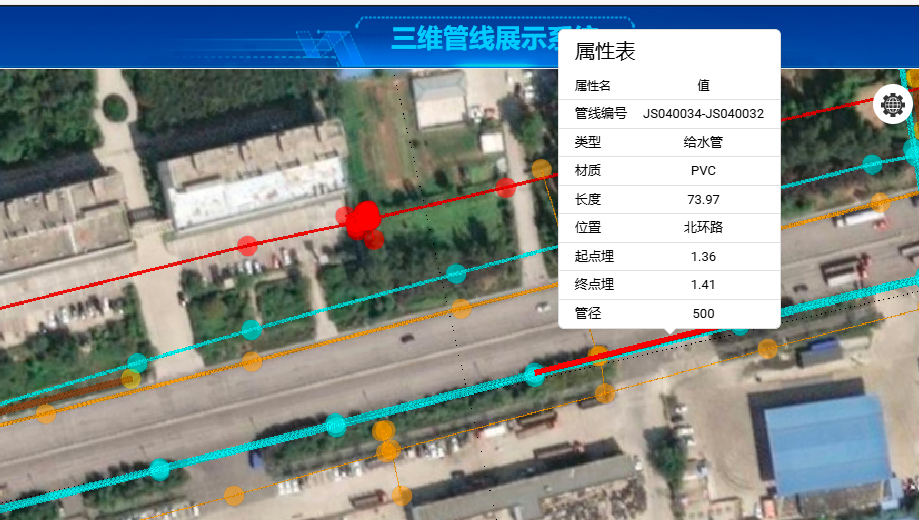 三维管线展示系
属性表
属性名 值
管线编号 JS040034-JS040032
类型 给水管
材质 PVC
长度 73.97
位置 北环路
起点埋 1.36
终点埋 1.41
管径 500